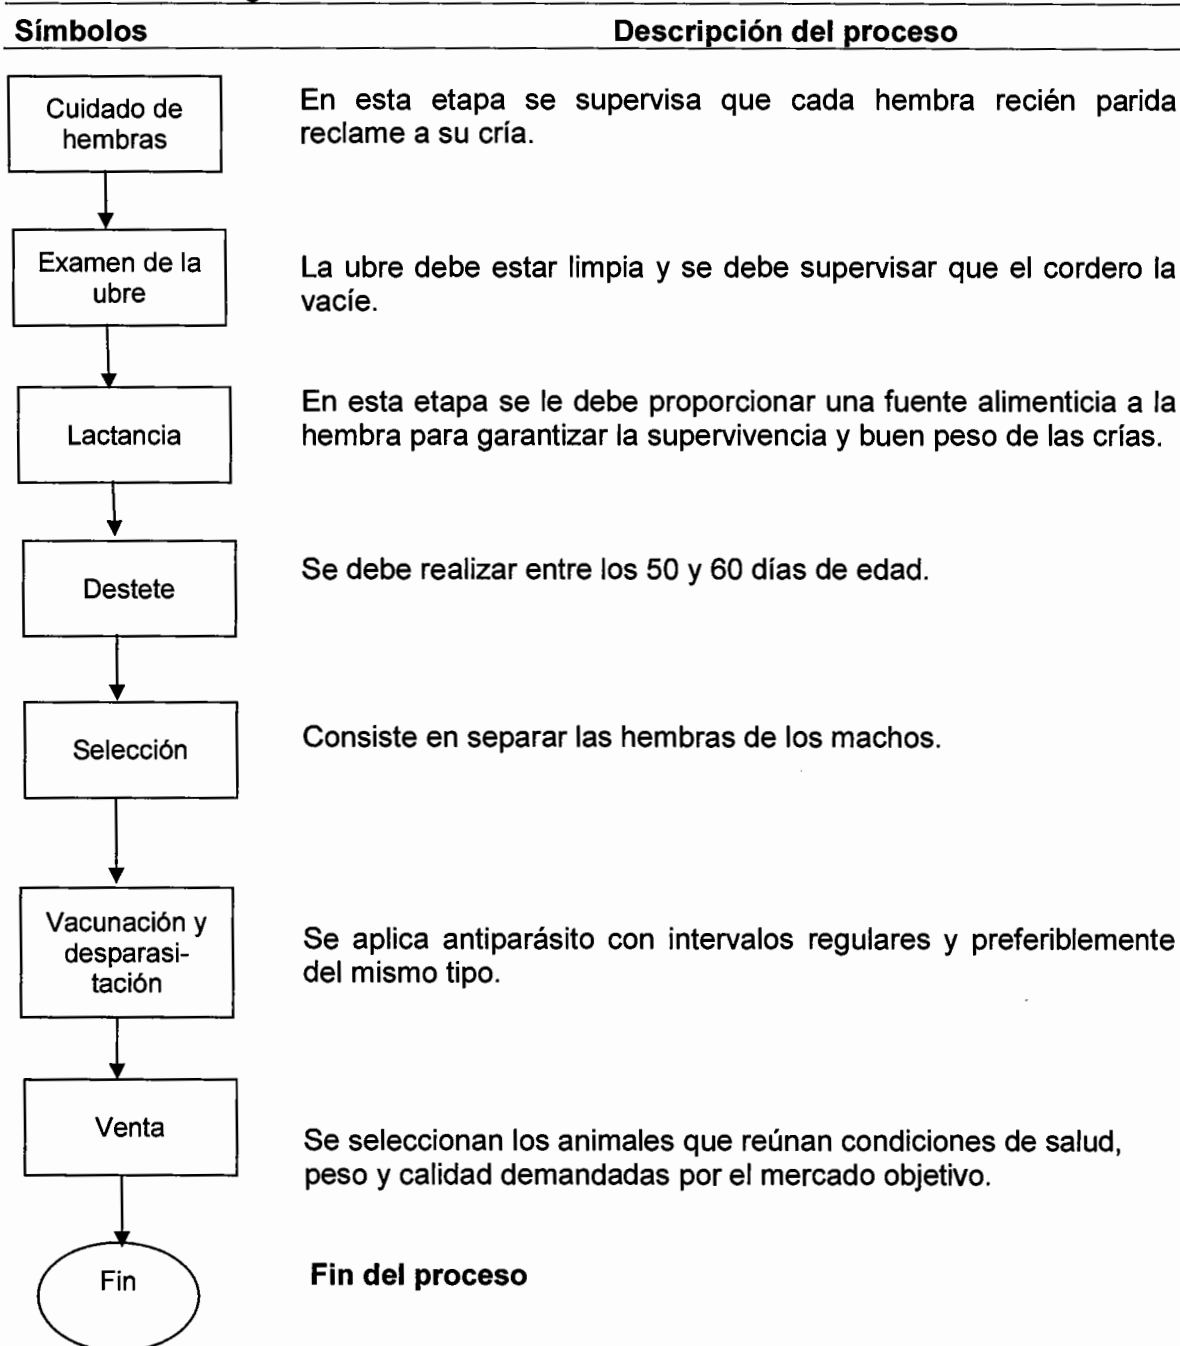 Símbolos Descripción del proceso
Cuidado de
hembras
En esta etapa se supervisa que cada hembra recién parida
reclame a su cría.
Examen de la
ubre
La ubre debe estar limpia y se debe supervisar que el cordero la
vacíe.
Lactancia
En esta etapa se le debe proporcionar una fuente alimenticia a la
hembra para garantizar la supervivencia y buen peso de las crías.
Destete
Se debe realizar entre los 50 y 60 días de edad.
Selección
Consiste en separar las hembras de los machos.
Vacunación y
desparasi-
tación
Se aplica antiparásito con intervalos regulares y preferiblemente
del mismo tipo.
Venta
Se seleccionan los animales que reúnan condiciones de salud,
peso y calidad demandadas por el mercado objetivo.
Fin
Fin del proceso